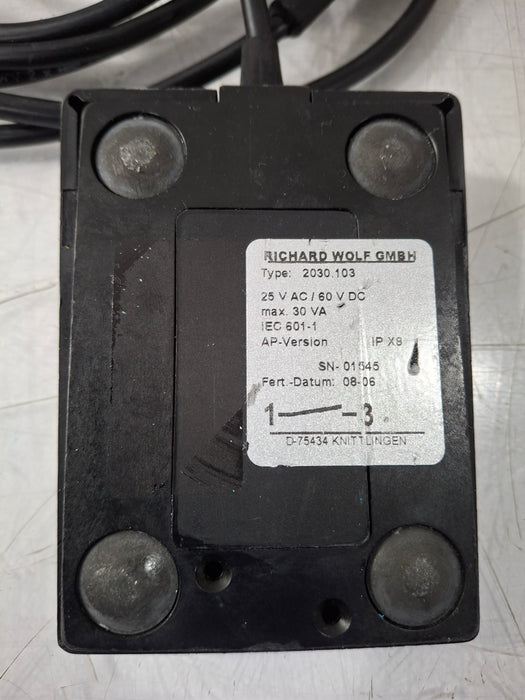 RICHARD WOLF GMBH
Type: 2030.103
25 V AC / 60 V DC
max. 30 VA
IEC 601-1
AP-Version IP X8
SN- 01545
Fert.-Datum: 08-06
1 3
D-75434 KNITTLINGEN